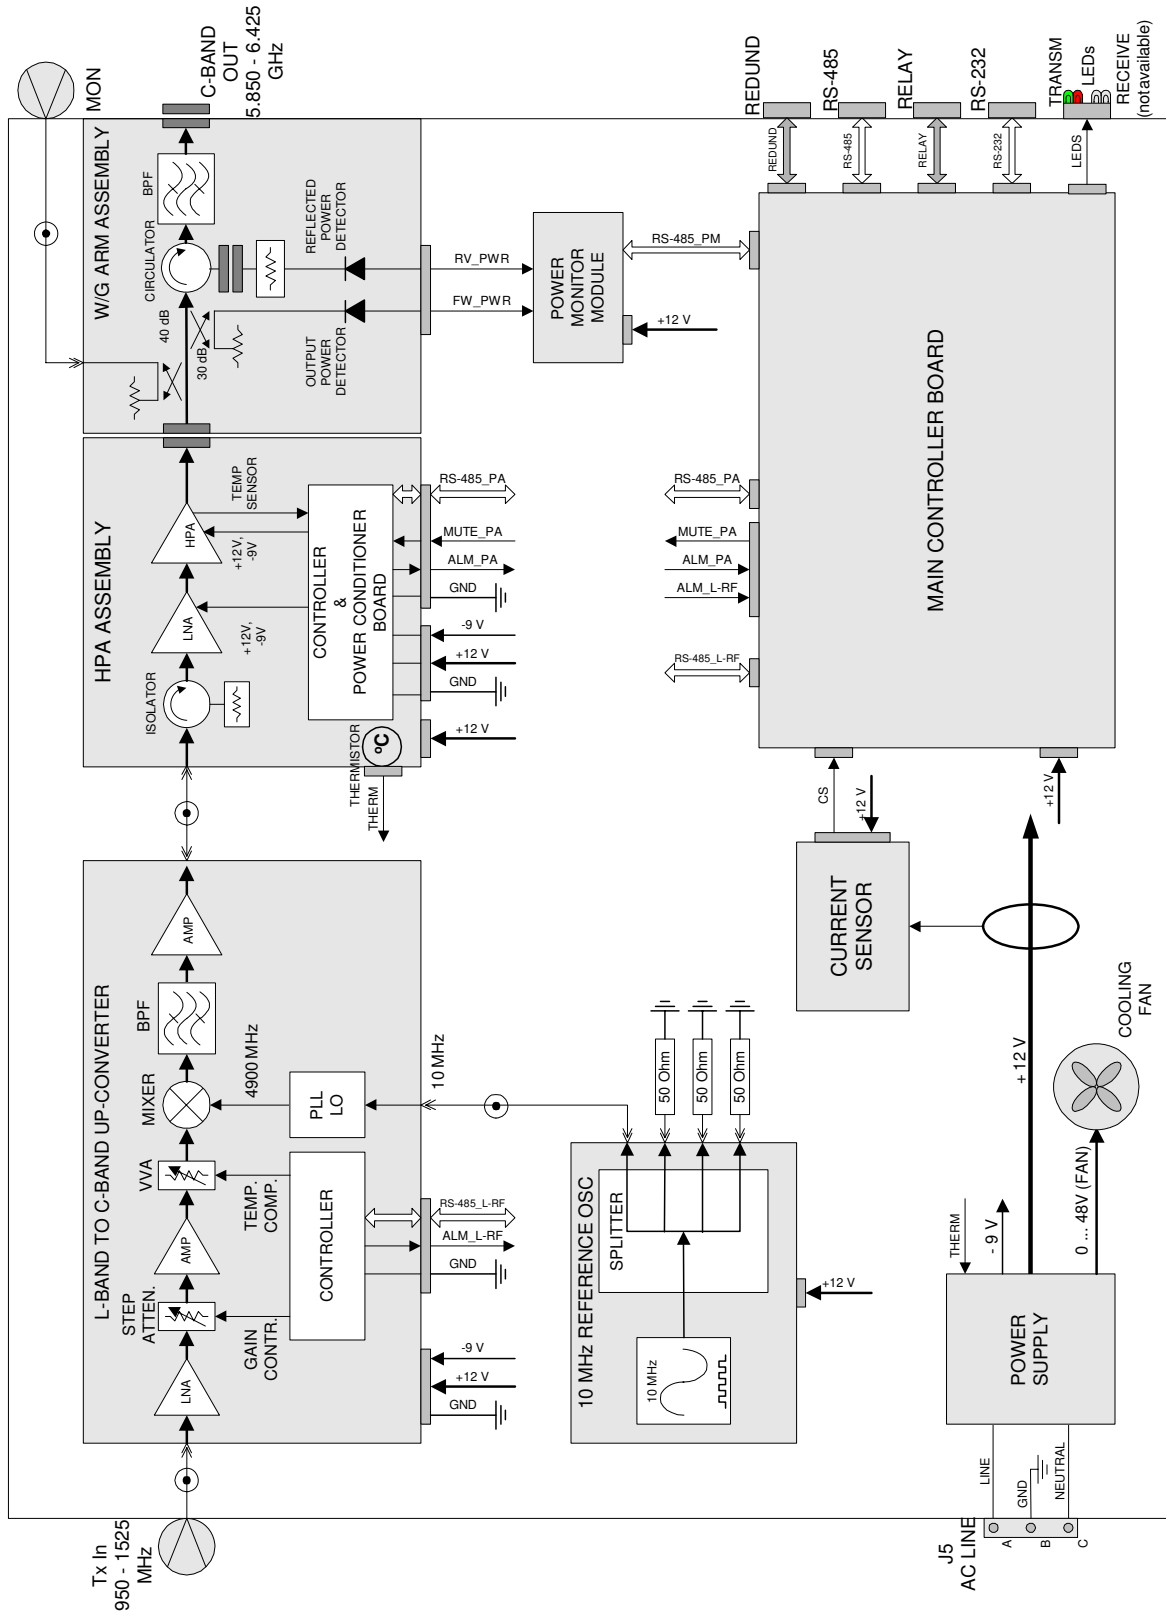 Tx In
950 - 1525
MHz
L-BAND TO C-BAND UP-CONVERTER
LNA
STEP
ATTEN.
AMP
VVA
MIXER
BPF
AMP
GAIN
CONTR.
TEMP.
COMP.
4900 MHz
CONTROLLER
PLL
LO
GND
+12 V
-9 V
GND
ALM_L-RF
RS-485_L-RF
10 MHz
HPA ASSEMBLY
ISOLATOR
LNA
HPA
+12V,
-9V
+12V,
-9V
TEMP
SENSOR
CONTROLLER
&
POWER CONDITIONER
BOARD
THERMISTOR
ºC
THERM
+12 V
GND
+12 V
-9 V
GND
ALM_PA
MUTE_PA
RS-485_PA
W/G ARM ASSEMBLY
30 dB
40 dB
CIRCULATOR
BPF
OUTPUT
POWER
DETECTOR
REFLECTED
POWER
DETECTOR
FW_PWR
RV_PWR
MON
C-BAND
OUT
5.850 - 6.425
GHz
POWER
MONITOR
MODULE
+12 V
RS-485_PM
10 MHz REFERENCE OSC
10 MHz
SPLITTER
50 Ohm
50 Ohm
50 Ohm
+12 V
RS-485_L-RF
ALM_L-RF
ALM_PA
MUTE_PA
RS-485_PA
MAIN CONTROLLER BOARD
REDUND
RS-485
RELAY
RS-232
LEDS
REDUND
RS-485
RELAY
RS-232
TRANSM
LEDs
RECEIVE
(not available)
CURRENT
SENSOR
CS
+12 V
+12 V
J5
AC LINE
A
B
C
LINE
GND
NEUTRAL
POWER
SUPPLY
THERM
- 9 V
+12 V
0 ... 48V (FAN)
COOLING
FAN